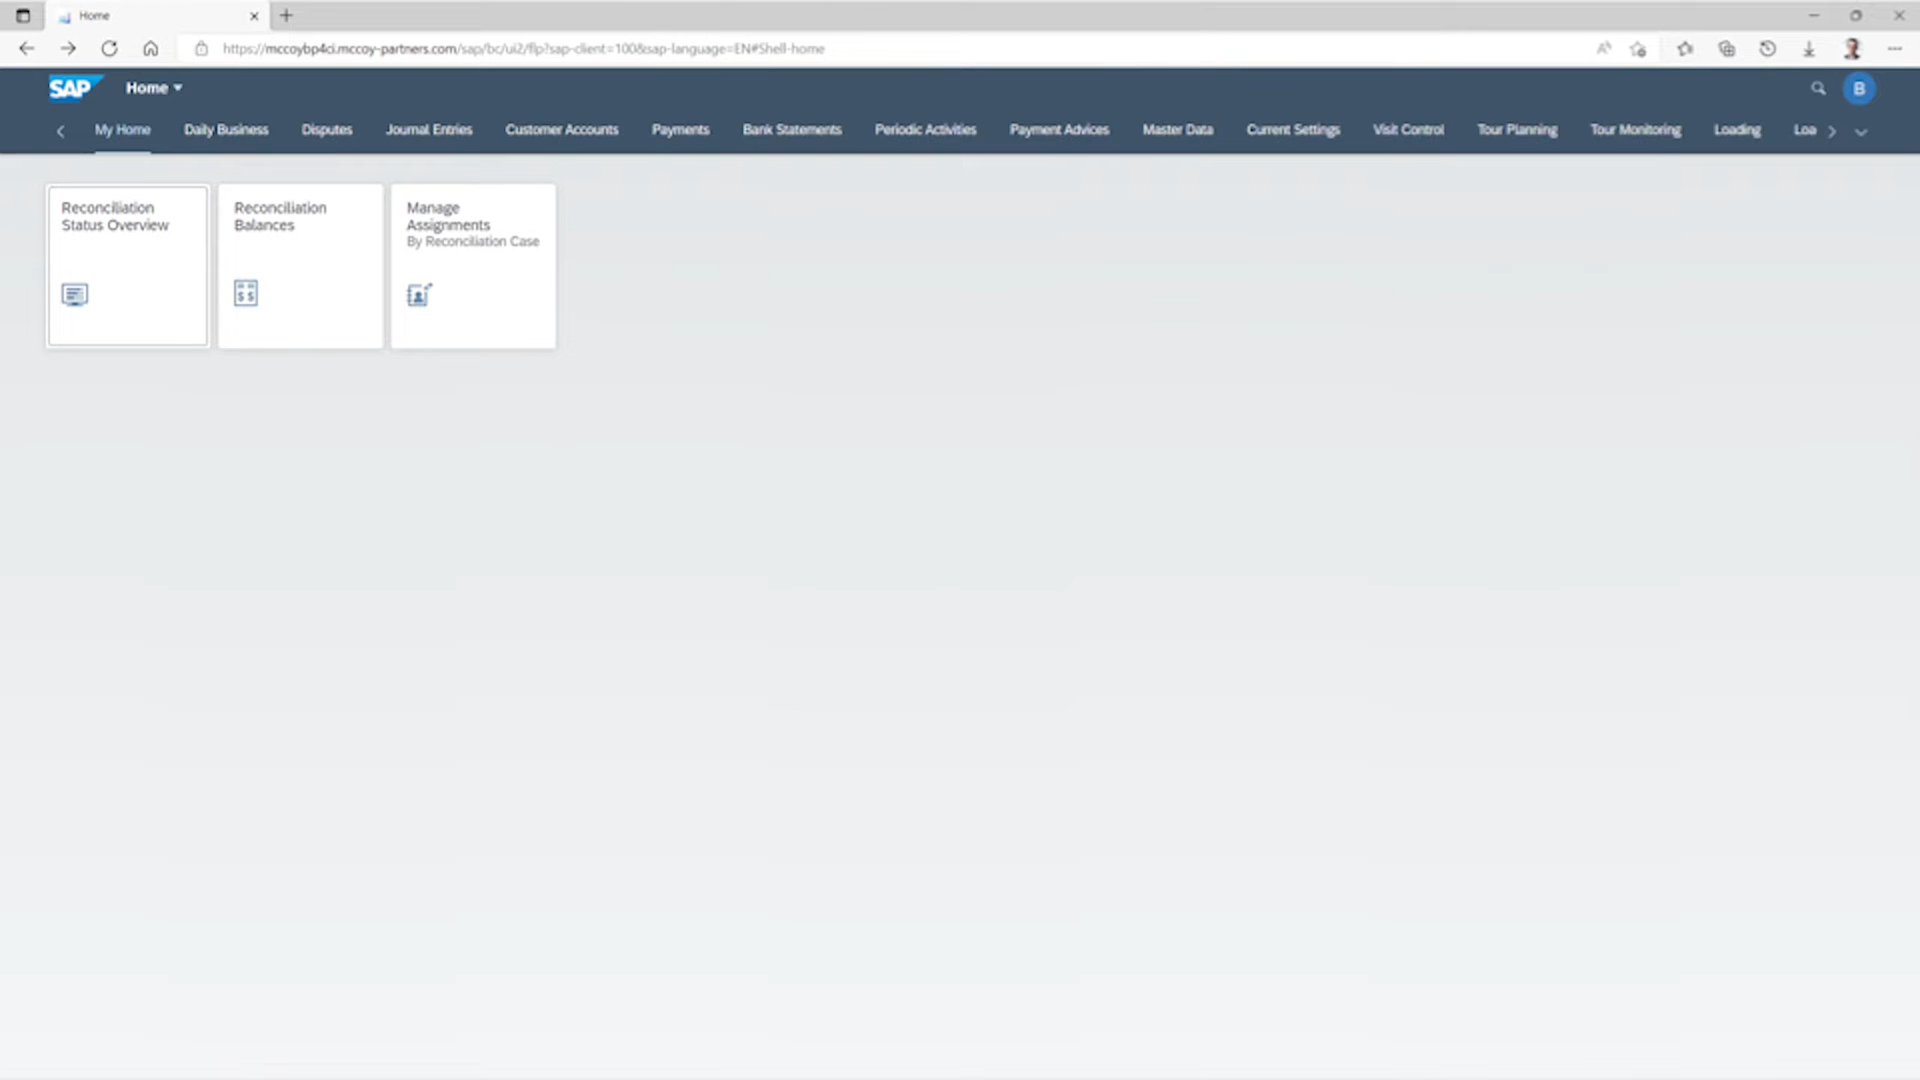 Home
https://mccoybp4ci.mccoy-partners.com/sap/bc/ui2/flp?sap-client=100&sap-language=EN#Shell-home
SAP Home B
My Home Daily Business Disputes Journal Entries Customer Accounts Payments Bank Statements Periodic Activities Payment Advices Master Data Current Settings Visit Control Tour Planning Tour Monitoring Loading Loa
Reconciliation
Status Overview
Reconciliation
Balances
$ $
Manage
Assignments
By Reconciliation Case